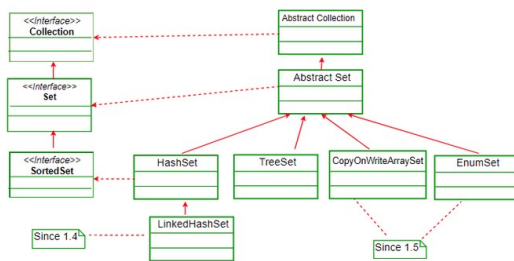 <<Interface>>
Collection
Abstract Collection
<<Interface>>
Set
Abstract Set
<<Interface>>
SortedSet
HashSet
TreeSet
CopyOnWriteArraySet
EnumSet
Since 1.4
LinkedHashSet
Since 1.5